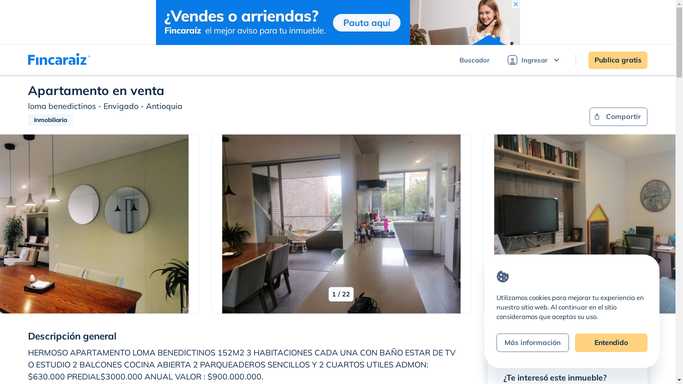 ¿Vendes o arriendas?
Fincaraíz el mejor aviso para tu inmueble.
Pauta aquí
Fincaraíz
Buscador
Ingresar
Publica gratis
Apartamento en venta
loma benedictinos - Envigado - Antioquia
Inmobiliaria
Compartir
1 / 22
Utilizamos cookies para mejorar tu experiencia en
nuestro sitio web. Al continuar en el sitio
consideramos que aceptas su uso.
Más información
Entendido
Descripción general
HERMOSO APARTAMENTO LOMA BENEDICTINOS 152M2 3 HABITACIONES CADA UNA CON BAÑO ESTAR DE TV
O ESTUDIO 2 BALCONES COCINA ABIERTA 2 PARQUEADEROS SENCILLOS Y 2 CUARTOS UTILES ADMON:
$630.000 PREDIAL$3000.000 ANUAL VALOR : $900.000.000.
¿Te interesó este inmueble?